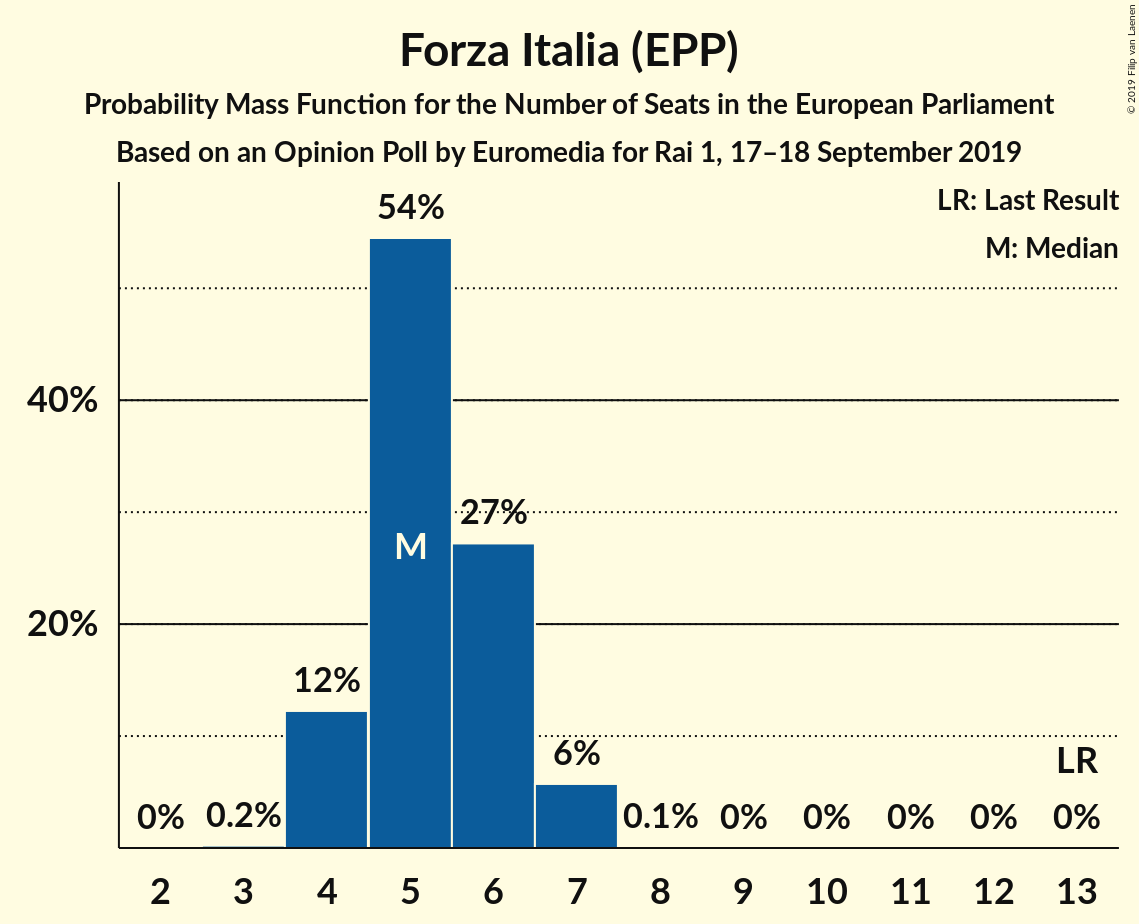 Forza Italia (EPP)
Probability Mass Function for the Number of Seats in the European Parliament
Based on an Opinion Poll by Euromedia for Rai 1, 17–18 September 2019
© 2019 Filip van Laenen
LR: Last Result
M: Median
54%
40%
27%
M
20%
12%
6%
LR
0% 0.2% 0.1% 0% 0% 0% 0% 0%
2 3 4 5 6 7 8 9 10 11 12 13